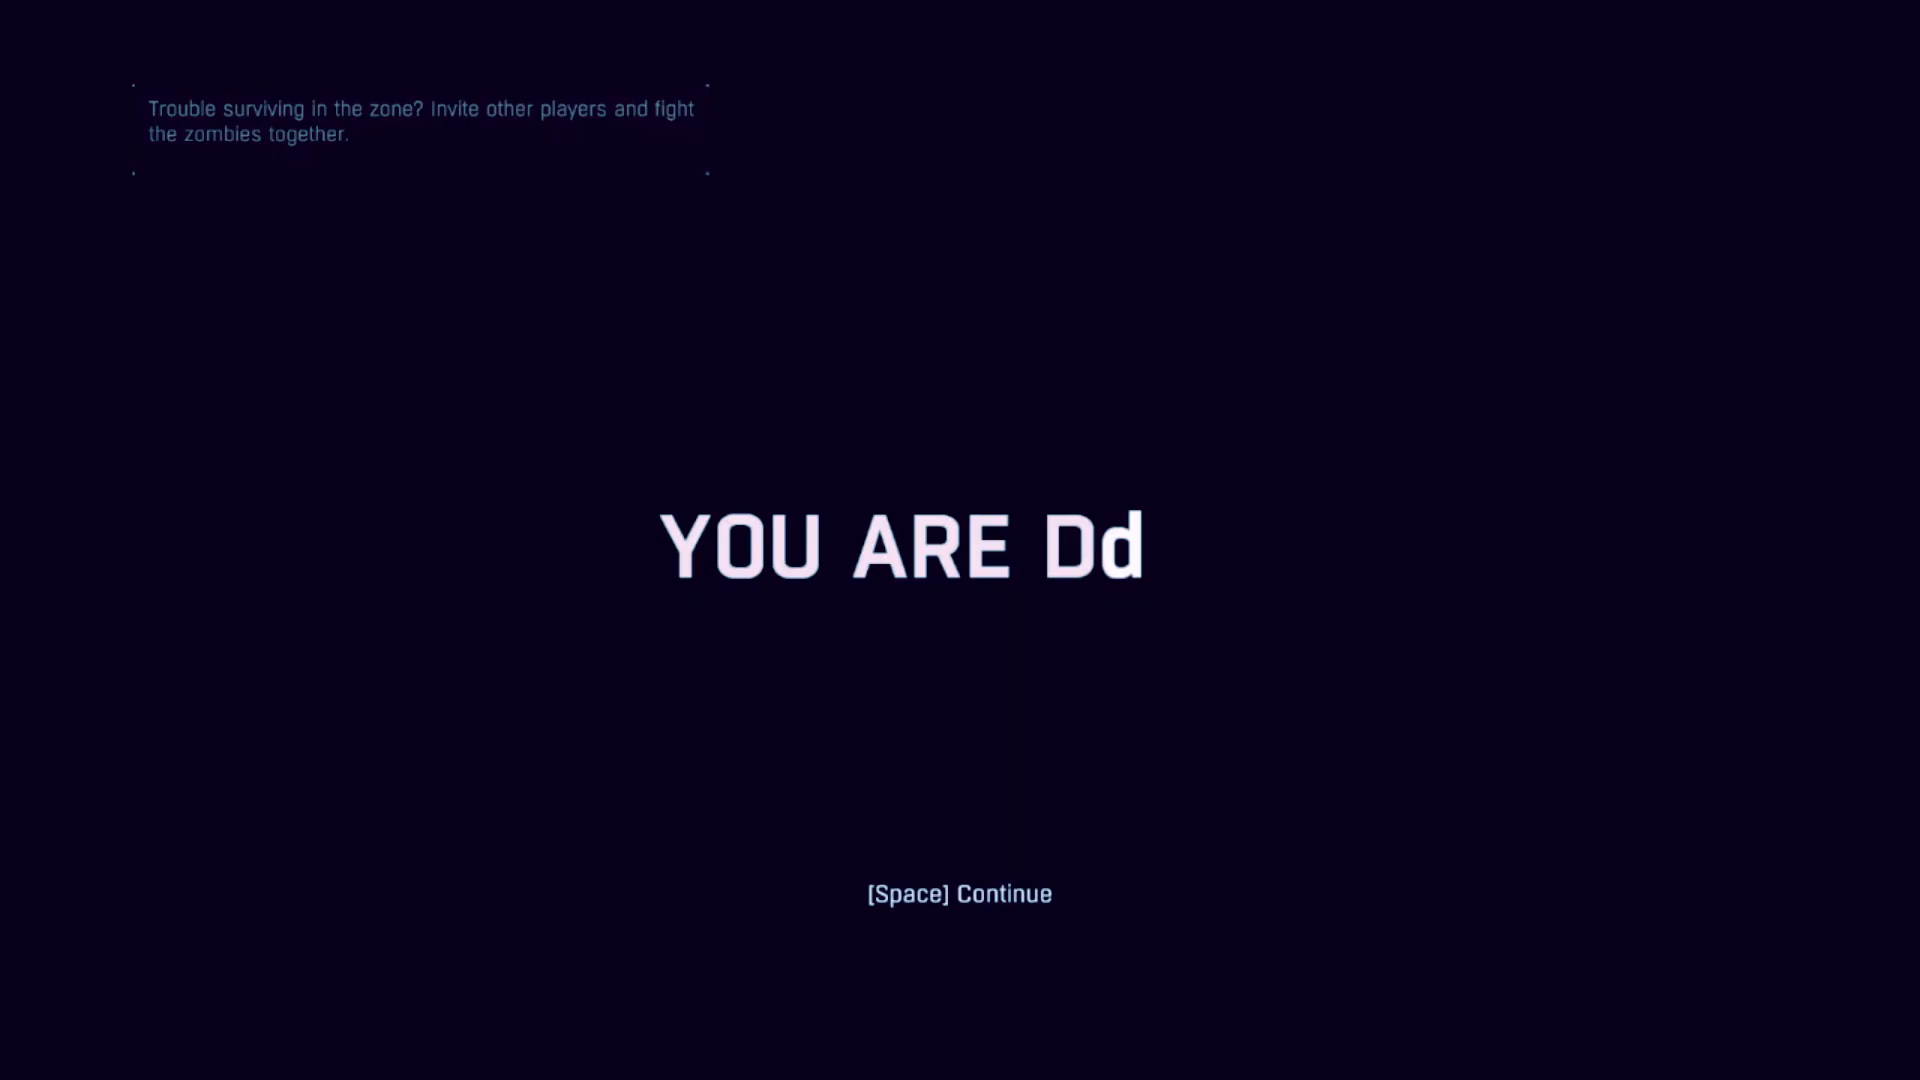 Trouble surviving in the zone? Invite other players and fight
the zombies together.
YOU ARE Dd
[Space] Continue